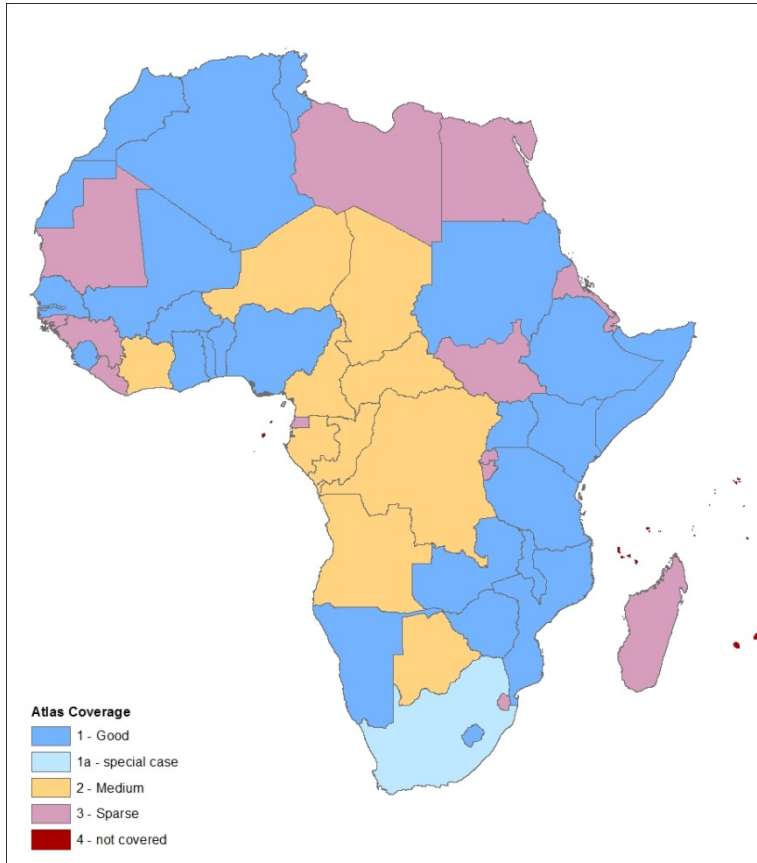 Atlas Coverage
1 - Good
1a - special case
2 - Medium
3 - Sparse
4 - not covered